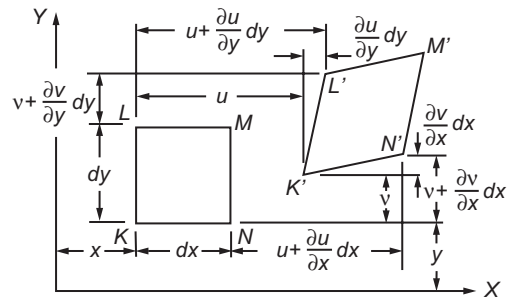 Y
u + ∂u/∂y dy
∂u/∂y dy
M'
L'
ν + ∂v/∂y dy
u
L
M
∂v/∂x dx
N'
dy
K'
ν
ν + ∂ν/∂x dx
K
N
x
dx
u + ∂u/∂x dx
y
X